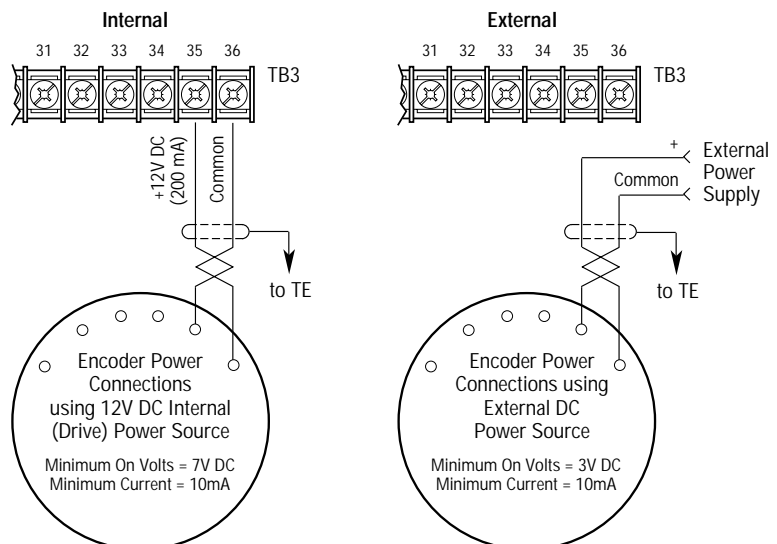 Internal
31 32 33 34 35 36
TB3
+12V DC
(200 mA)
Common
to TE
Encoder Power
Connections
using 12V DC Internal
(Drive) Power Source
Minimum On Volts = 7V DC
Minimum Current = 10mA
External
31 32 33 34 35 36
TB3
+
External
Power
Supply
Common
to TE
Encoder Power
Connections using
External DC
Power Source
Minimum On Volts = 3V DC
Minimum Current = 10mA